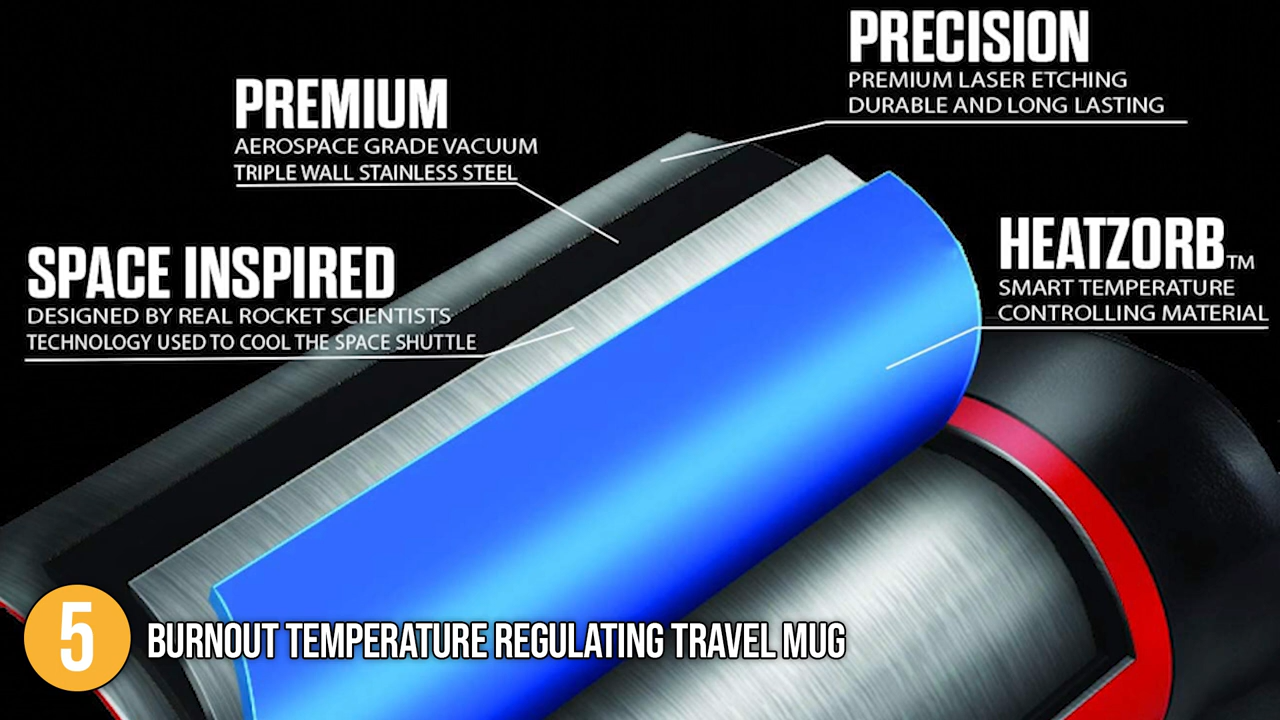 PRECISION
PREMIUM LASER ETCHING
DURABLE AND LONG LASTING
PREMIUM
AEROSPACE GRADE VACUUM
TRIPLE WALL STAINLESS STEEL
SPACE INSPIRED
DESIGNED BY REAL ROCKET SCIENTISTS
TECHNOLOGY USED TO COOL THE SPACE SHUTTLE
HEATZORB™
SMART TEMPERATURE
CONTROLLING MATERIAL
5 BURNOUT TEMPERATURE REGULATING TRAVEL MUG